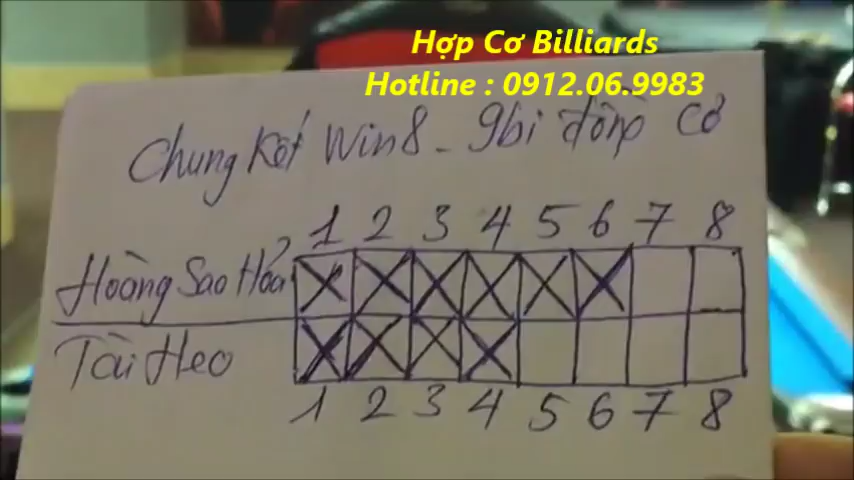 Hợp Cơ Billiards
Hotline : 0912.06.9983
Chung kết Win8 - 9bi đồng cơ
1 2 3 4 5 6 7 8
Hoàng Sao Hỏa
Tài Heo
1 2 3 4 5 6 7 8